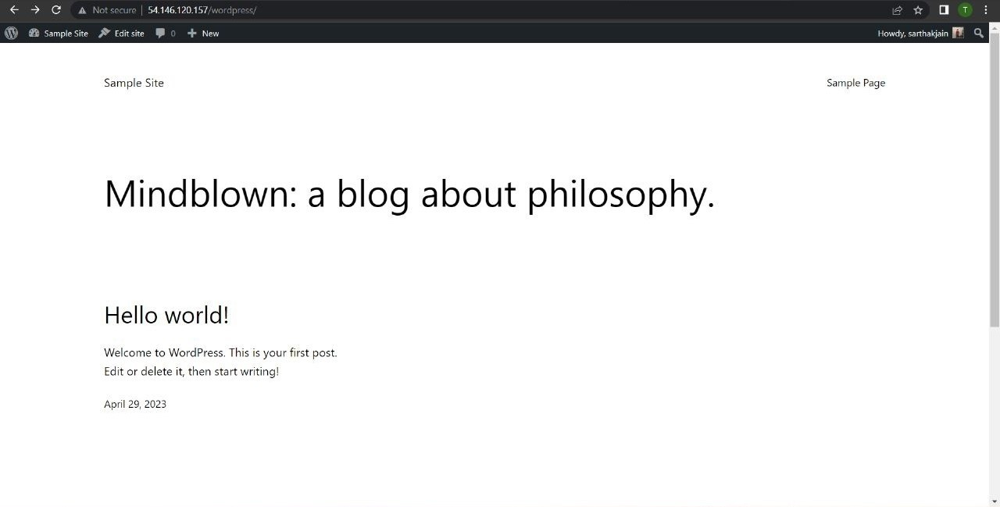 Not secure 54.146.120.157/wordpress/ T
Sample Site Edit site 0 New Howdy, sarthakjain
Sample Site Sample Page
Mindblown: a blog about philosophy.
Hello world!
Welcome to WordPress. This is your first post.
Edit or delete it, then start writing!
April 29, 2023